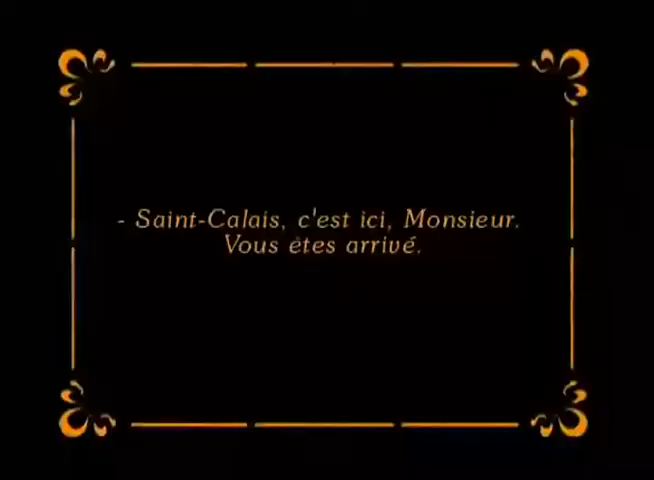 - Saint-Calais, c'est ici, Monsieur.
Vous êtes arrivé.